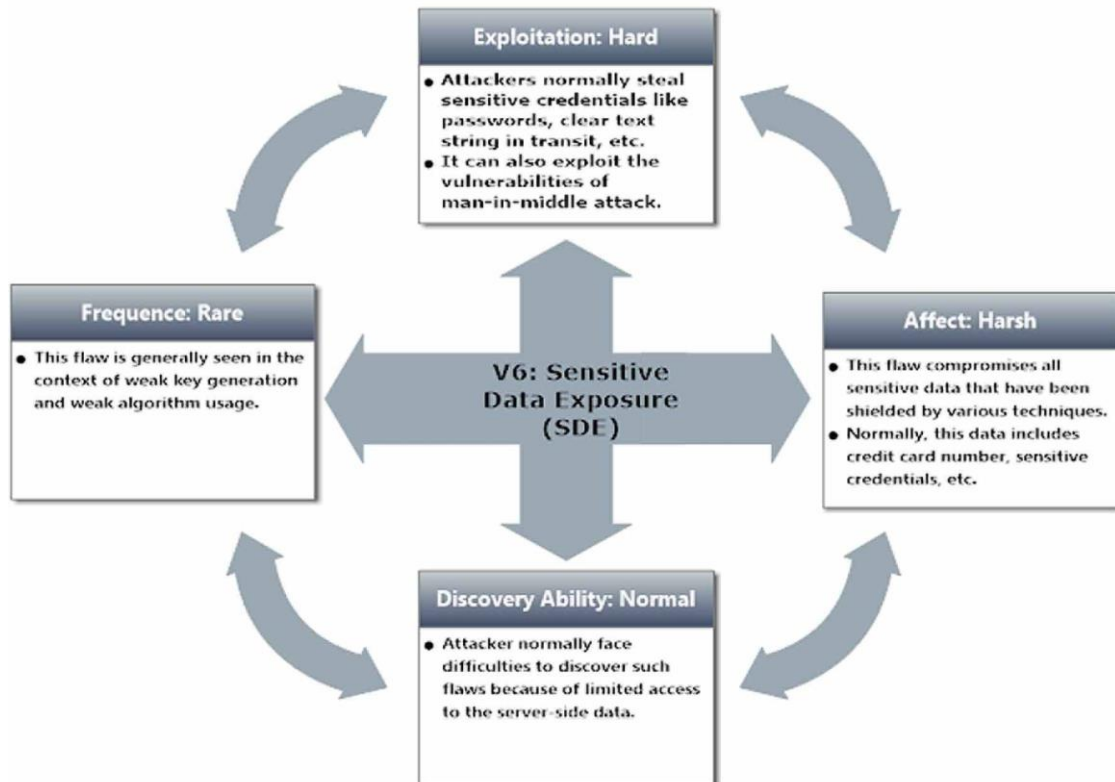 Exploitation: Hard
● Attackers normally steal
sensitive credentials like
passwords, clear text
string in transit, etc.
● It can also exploit the
vulnerabilities of
man-in-middle attack.
Frequence: Rare
● This flaw is generally seen in the
context of weak key generation
and weak algorithm usage.
V6: Sensitive
Data Exposure
(SDE)
Affect: Harsh
● This flaw compromises all
sensitive data that have been
shielded by various techniques.
● Normally, this data includes
credit card number, sensitive
credentials, etc.
Discovery Ability: Normal
● Attacker normally face
difficulties to discover such
flaws because of limited access
to the server-side data.